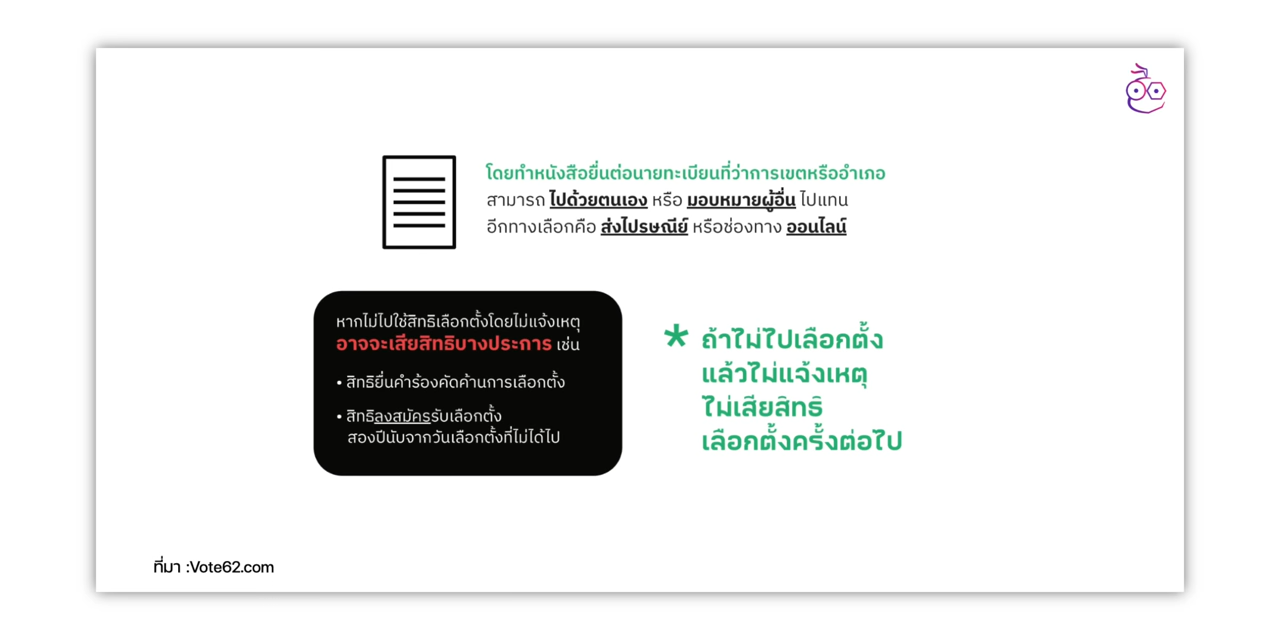 โดยทำหนังสือยื่นต่อนายทะเบียนที่ว่าการเขตหรืออำเภอ
สามารถ ไปด้วยตนเอง หรือ มอบหมายผู้อื่น ไปแทน
อีกทางเลือกคือ ส่งไปรษณีย์ หรือช่องทาง ออนไลน์
หากไม่ไปใช้สิทธิเลือกตั้งโดยไม่แจ้งเหตุ
อาจจะเสียสิทธิบางประการ เช่น
• สิทธิยื่นคำร้องคัดค้านการเลือกตั้ง
• สิทธิลงสมัครรับเลือกตั้ง
สองปีนับจากวันเลือกตั้งที่ไม่ได้ไป
* ถ้าไม่ไปเลือกตั้ง
แล้วไม่แจ้งเหตุ
ไม่เสียสิทธิ
เลือกตั้งครั้งต่อไป
ที่มา :Vote62.com